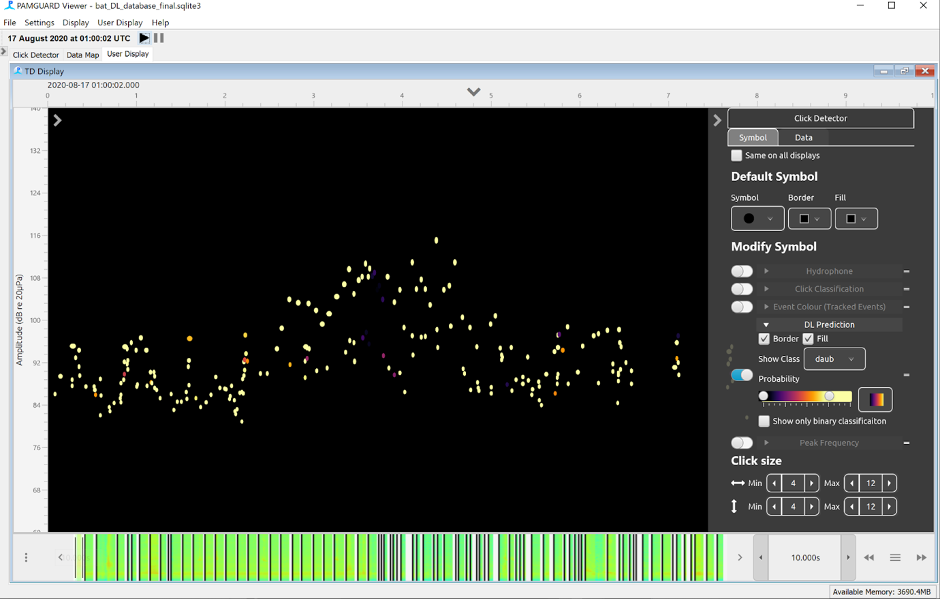 PAMGUARD Viewer - bat_DL_database_final.sqlite3
File Settings Display User Display Help
17 August 2020 at 01:00:02 UTC
Click Detector Data Map User Display
TD Display
2020-08-17 01:00:02.000
0 1 2 3 4 5 6 7 8 9 1
140
132
124
116
108
100
92
84
76
68
60
Amplitude (dB re 20µPa)
Click Detector
Symbol Data
Same on all displays
Default Symbol
Symbol Border Fill
Modify Symbol
Hydrophone
Click Classification
Event Colour (Tracked Events)
DL Prediction
Border Fill
Show Class daub
Probability
Show only binary classificaiton
Peak Frequency
Click size
Min 4 Max 12
Min 4 Max 12
10.000s
Available Memory: 3690.4MB